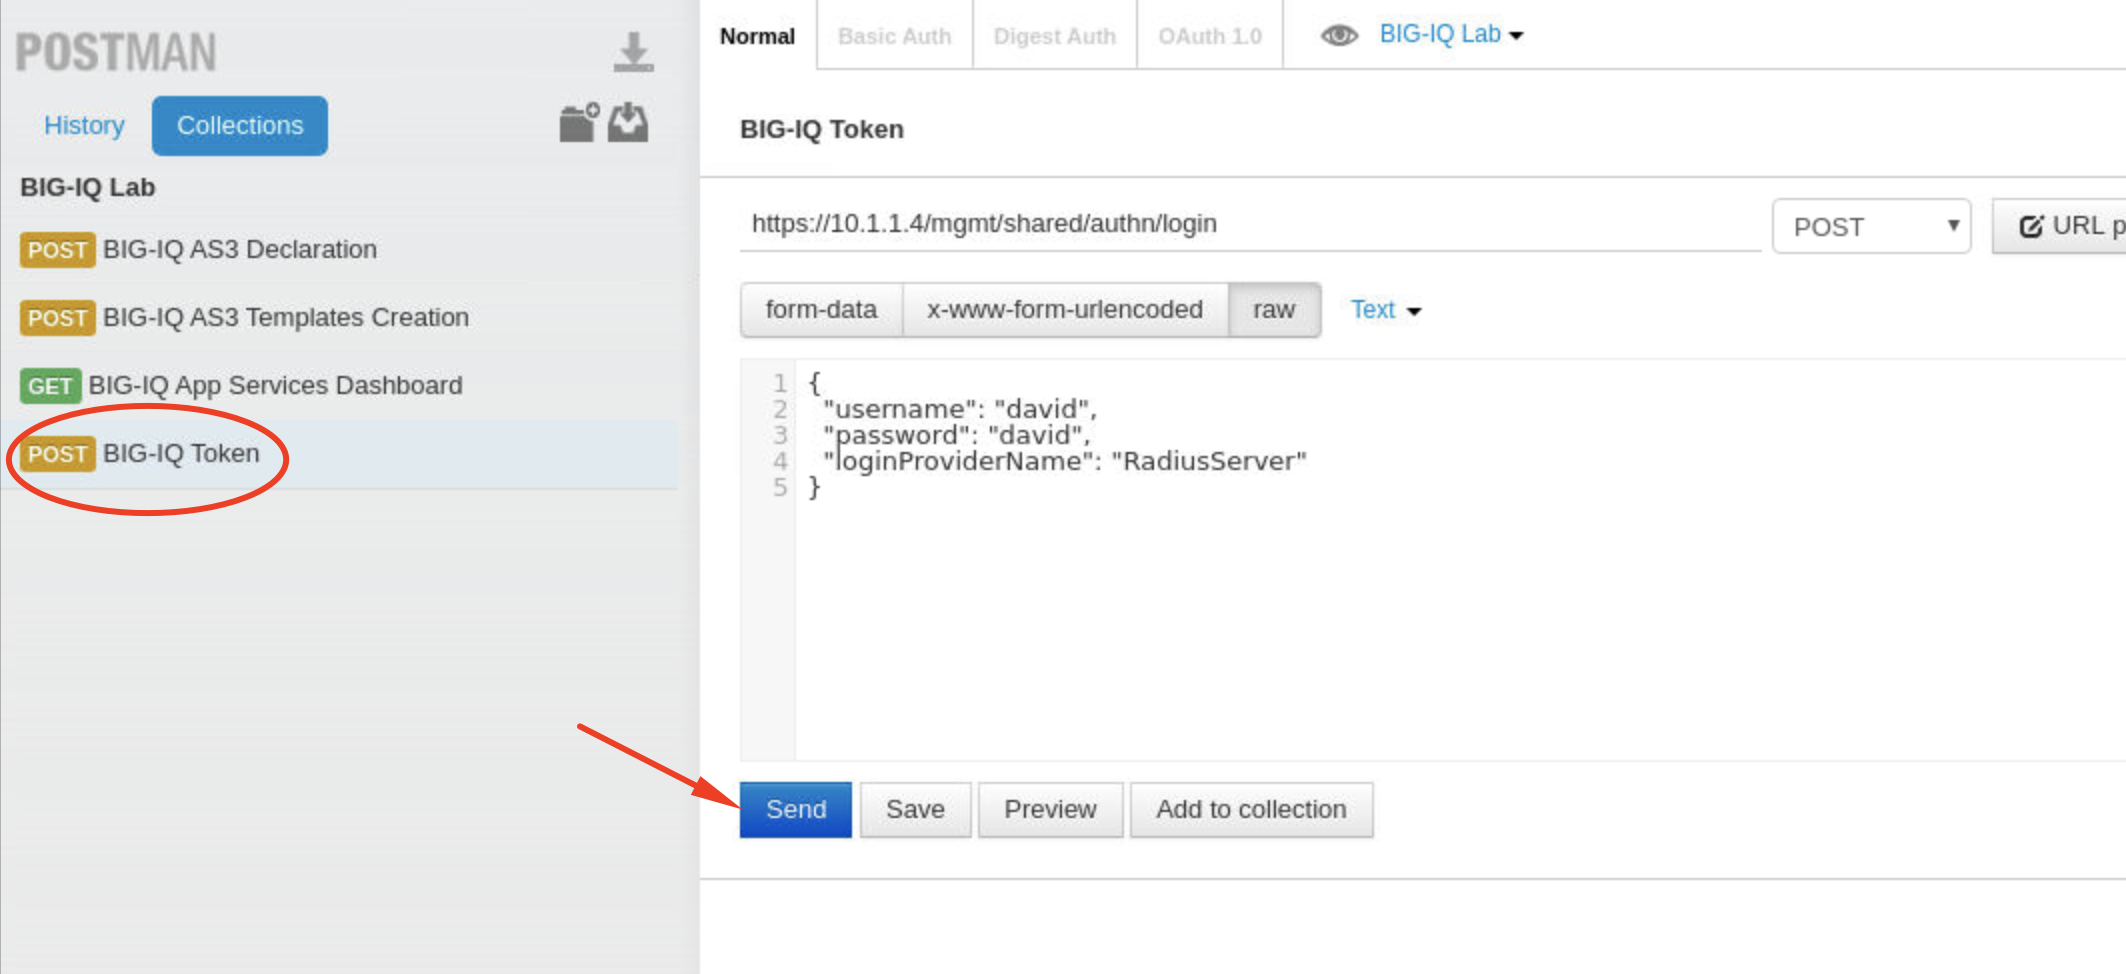 POSTMAN
History Collections
BIG-IQ Lab
POST BIG-IQ AS3 Declaration
POST BIG-IQ AS3 Templates Creation
GET BIG-IQ App Services Dashboard
POST BIG-IQ Token
Normal Basic Auth Digest Auth OAuth 1.0 BIG-IQ Lab
BIG-IQ Token
https://10.1.1.4/mgmt/shared/authn/login POST URL p
form-data x-www-form-urlencoded raw Text
1 {
2 "username": "david",
3 "password": "david",
4 "loginProviderName": "RadiusServer"
5 }
Send Save Preview Add to collection